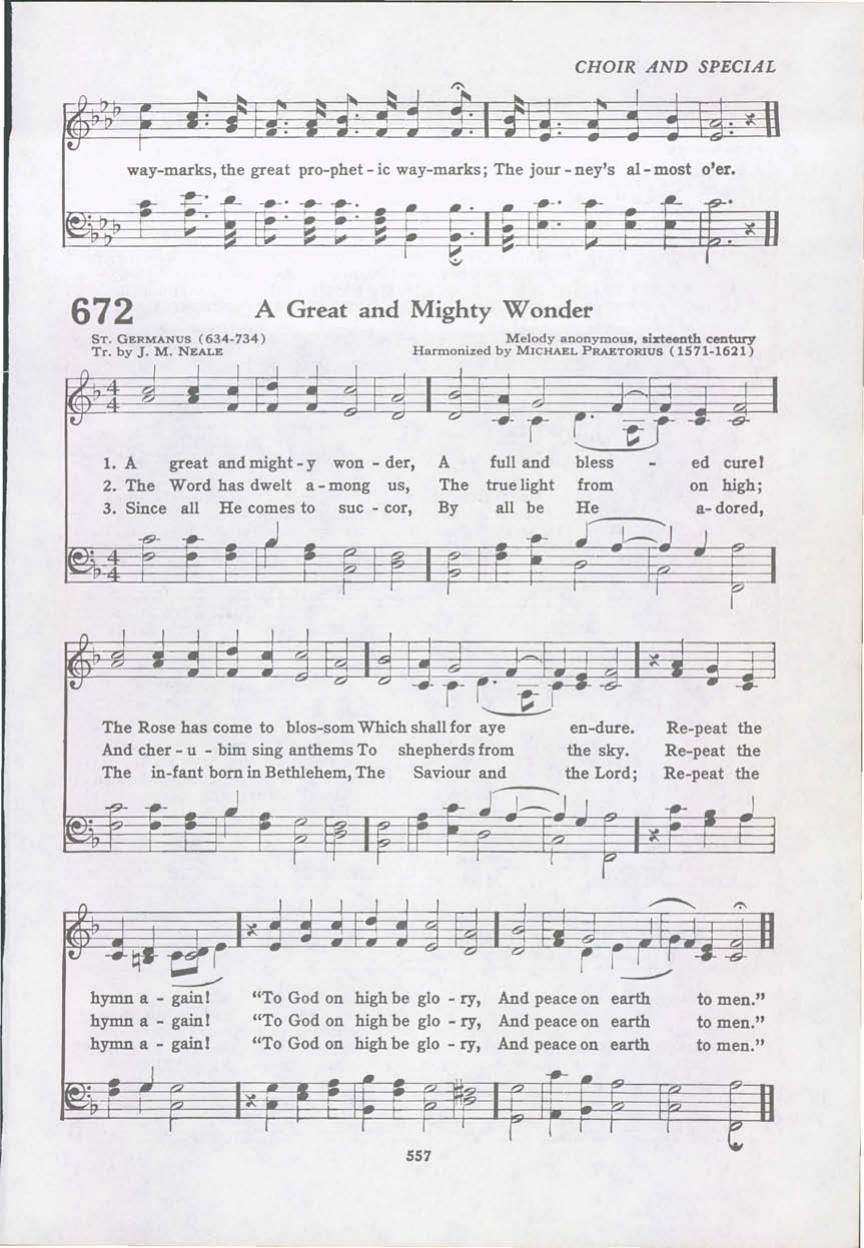 CHOIR AND SPECIAL
way-marks, the great pro-phet - ic way-marks; The jour - ney's al - most o'er.
672
A Great and Mighty Wonder
ST. GERMANUS (634-734)
Melody anonymous, sixteenth century
Tr. by J. M. NEALE
Harmonized by MICHAEL PRAETORIUS (1571-1621)
4
4
1. A great and might - y won - der, A full and bless - ed cure!
2. The Word has dwelt a - mong us, The true light from on high;
3. Since all He comes to suc - cor, By all be He a - dored,
4
4
The Rose has come to blos-som Which shall for aye en-dure. Re-peat the
And cher - u - bim sing anthems To shepherds from the sky. Re-peat the
The in-fant born in Bethlehem, The Saviour and the Lord; Re-peat the
hymn a - gain! "To God on high be glo - ry, And peace on earth to men."
hymn a - gain! "To God on high be glo - ry, And peace on earth to men."
hymn a - gain! "To God on high be glo - ry, And peace on earth to men."
557